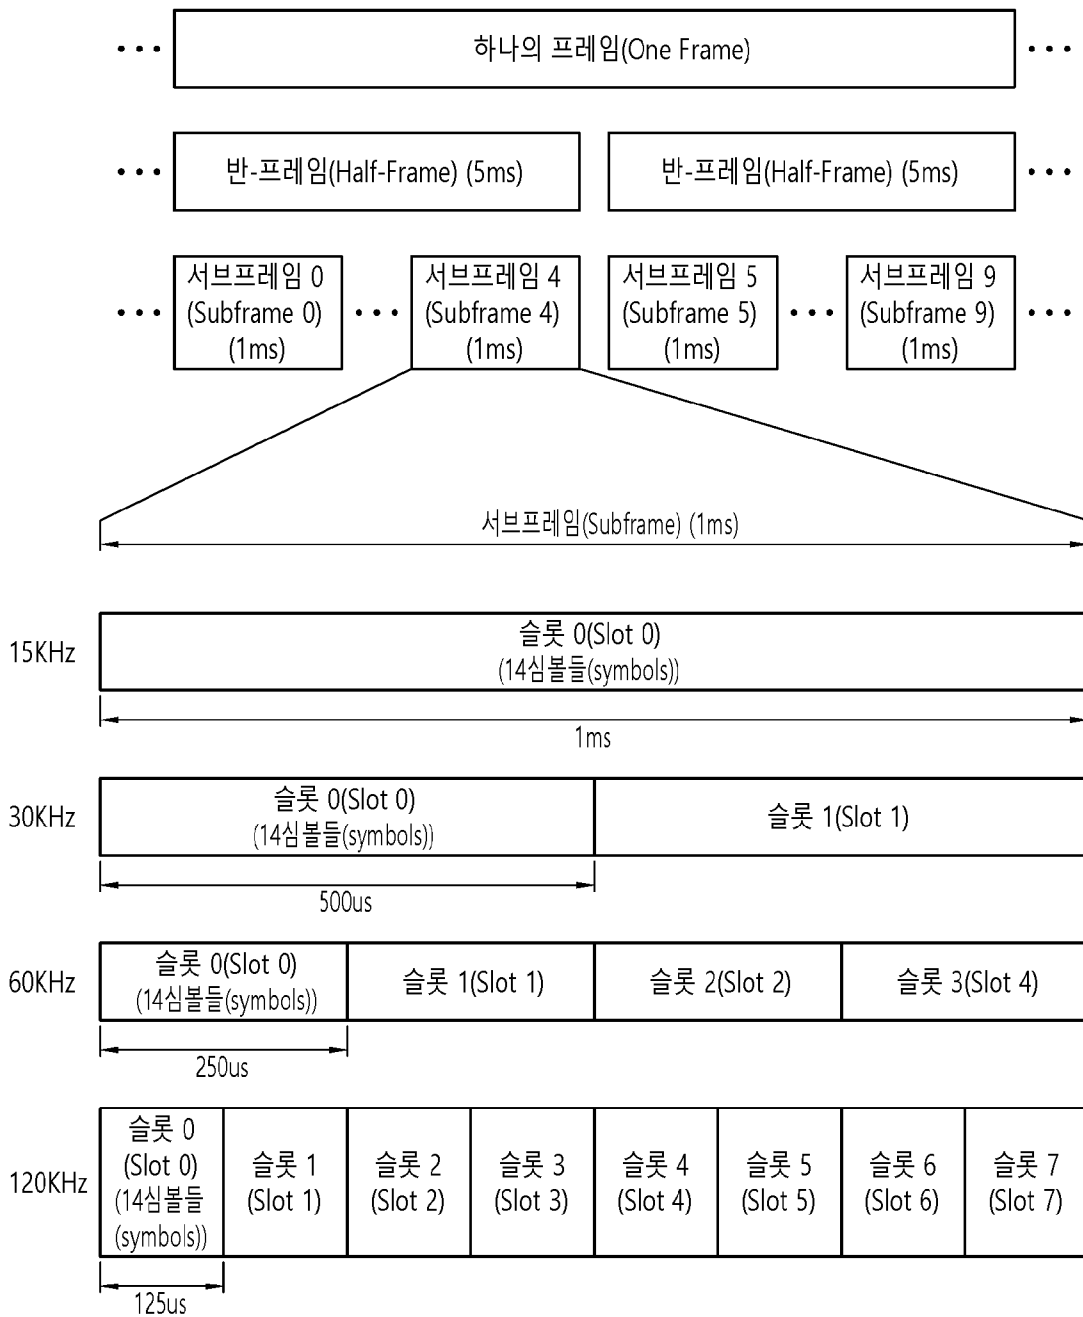 하나의 프레임(One Frame)
반-프레임(Half-Frame) (5ms)
반-프레임(Half-Frame) (5ms)
서브프레임 0
(Subframe 0)
(1ms)
서브프레임 4
(Subframe 4)
(1ms)
서브프레임 5
(Subframe 5)
(1ms)
서브프레임 9
(Subframe 9)
(1ms)
서브프레임(Subframe) (1ms)
15KHz
슬롯 0(Slot 0)
(14심볼들(symbols))
1ms
30KHz
슬롯 0(Slot 0)
(14심볼들(symbols))
슬롯 1(Slot 1)
500us
60KHz
슬롯 0(Slot 0)
(14심볼들(symbols))
슬롯 1(Slot 1)
슬롯 2(Slot 2)
슬롯 3(Slot 4)
250us
120KHz
슬롯 0
(Slot 0)
(14심볼들
(symbols))
슬롯 1
(Slot 1)
슬롯 2
(Slot 2)
슬롯 3
(Slot 3)
슬롯 4
(Slot 4)
슬롯 5
(Slot 5)
슬롯 6
(Slot 6)
슬롯 7
(Slot 7)
125us